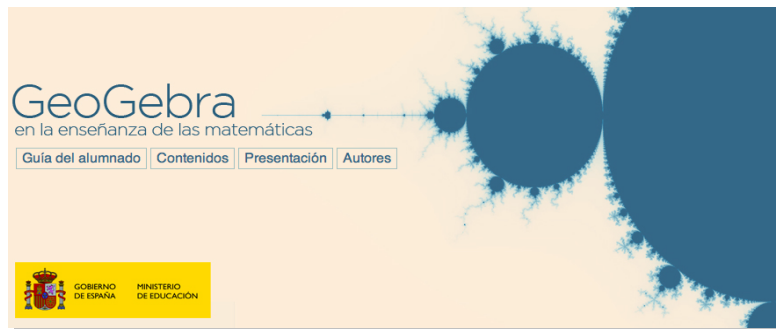 GeoGebra
en la enseñanza de las matemáticas
Guía del alumnado Contenidos Presentación Autores
GOBIERNO MINISTERIO
DE ESPAÑA DE EDUCACIÓN